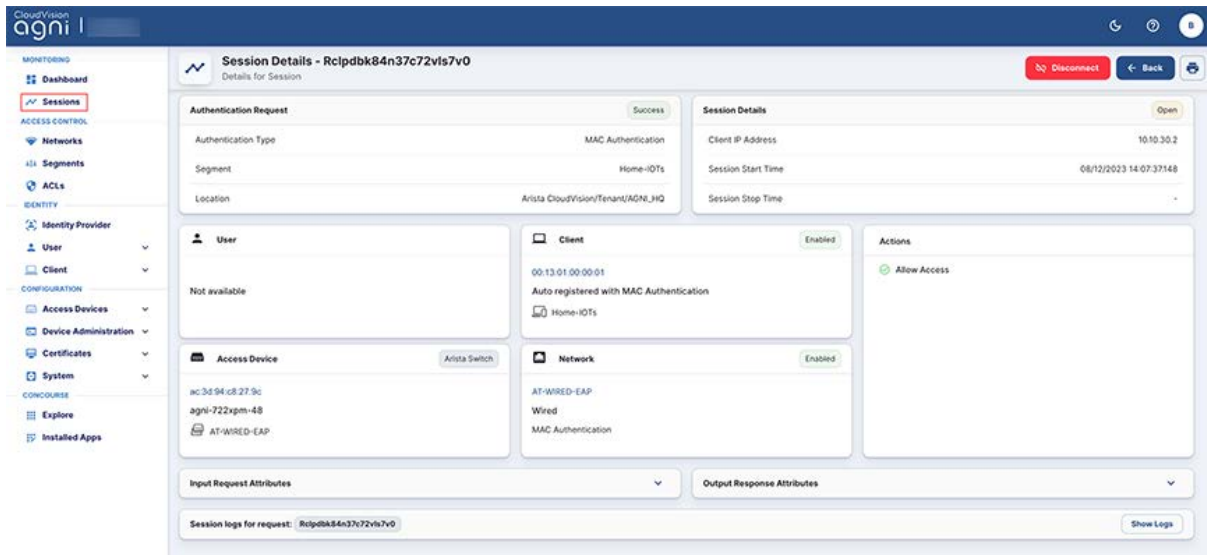 CloudVision
agni |
B
MONITORING
Dashboard
Sessions
ACCESS CONTROL
Networks
Segments
ACLs
IDENTITY
Identity Provider
User
Client
CONFIGURATION
Access Devices
Device Administration
Certificates
System
CONCOURSE
Explore
Installed Apps
Session Details - Rclpdbk84n37c72vls7v0
Details for Session
Disconnect
Back
Authentication Request Success
Authentication Type MAC Authentication
Segment Home-IOTs
Location Arista CloudVision/Tenant/AGNI_HQ
Session Details Open
Client IP Address 10.10.30.2
Session Start Time 08/12/2023 14:07:37.148
Session Stop Time -
User
Not available
Client Enabled
00:13:01:00:00:01
Auto registered with MAC Authentication
Home-IOTs
Actions
Allow Access
Access Device Arista Switch
ac:3d:94:c8:27:9c
agni-722xpm-48
AT-WIRED-EAP
Network Enabled
AT-WIRED-EAP
Wired
MAC Authentication
Input Request Attributes
Output Response Attributes
Session logs for request: Rclpdbk84n37c72vls7v0 Show Logs